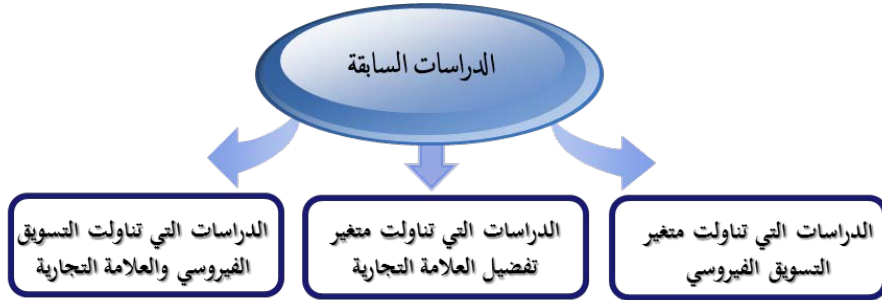 الدراسات السابقة
الدراسات التي تناولت متغير
التسويق الفيروسي
الدراسات التي تناولت متغير
تفضيل العلامة التجارية
الدراسات التي تناولت التسويق
الفيروسي والعلامة التجارية